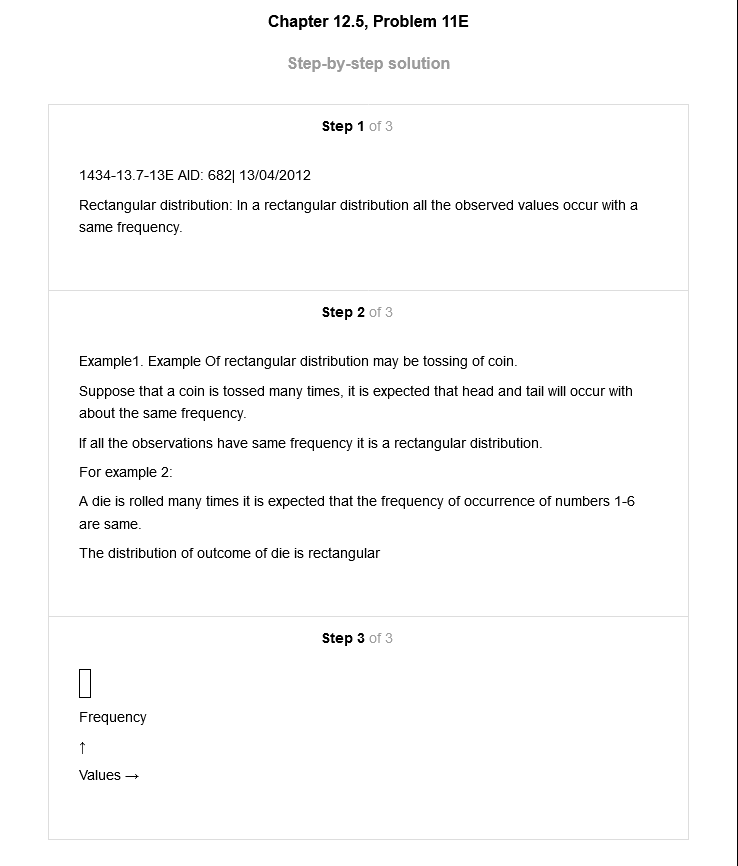 Chapter 12.5, Problem 11E
Step-by-step solution
Step 1 of 3
1434-13.7-13E AID: 682| 13/04/2012
Rectangular distribution: In a rectangular distribution all the observed values occur with a
same frequency.
Step 2 of 3
Example1. Example Of rectangular distribution may be tossing of coin.
Suppose that a coin is tossed many times, it is expected that head and tail will occur with
about the same frequency.
If all the observations have same frequency it is a rectangular distribution.
For example 2:
A die is rolled many times it is expected that the frequency of occurrence of numbers 1-6
are same.
The distribution of outcome of die is rectangular
Step 3 of 3
Frequency
↑
Values →